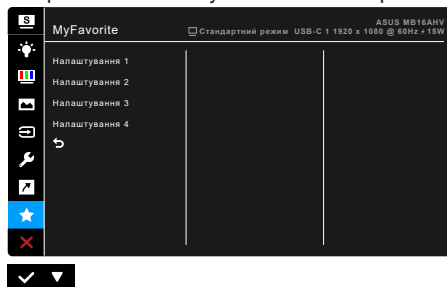 S
ASUS MB16AHV
MyFavorite
Стандартний режим USB-C 1 1920 x 1080 @ 60Hz ⚡15W
Налаштування 1
Налаштування 2
Налаштування 3
Налаштування 4